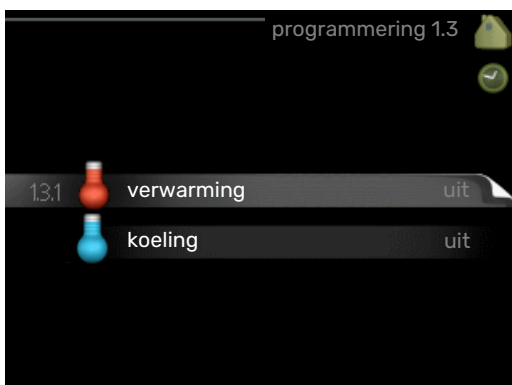 programmering 1.3
1.3.1 verwarming uit
koeling uit